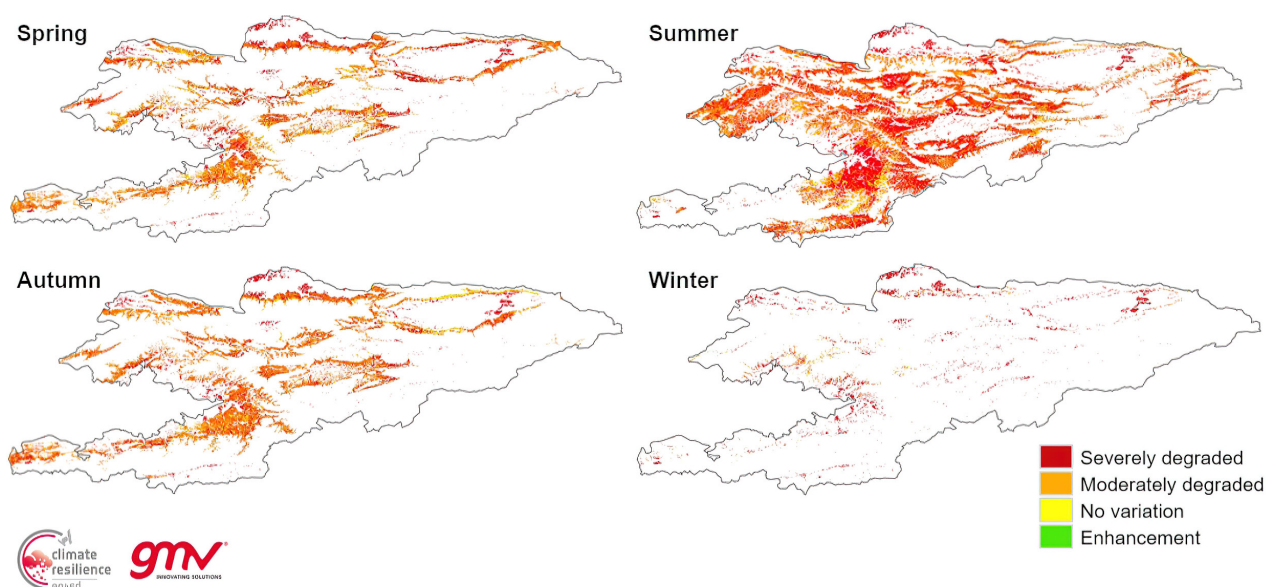 Spring
Summer
Autumn
Winter
Severely degraded
Moderately degraded
No variation
Enhancement
climate
resilience
gmv®
INNOVATING SOLUTIONS